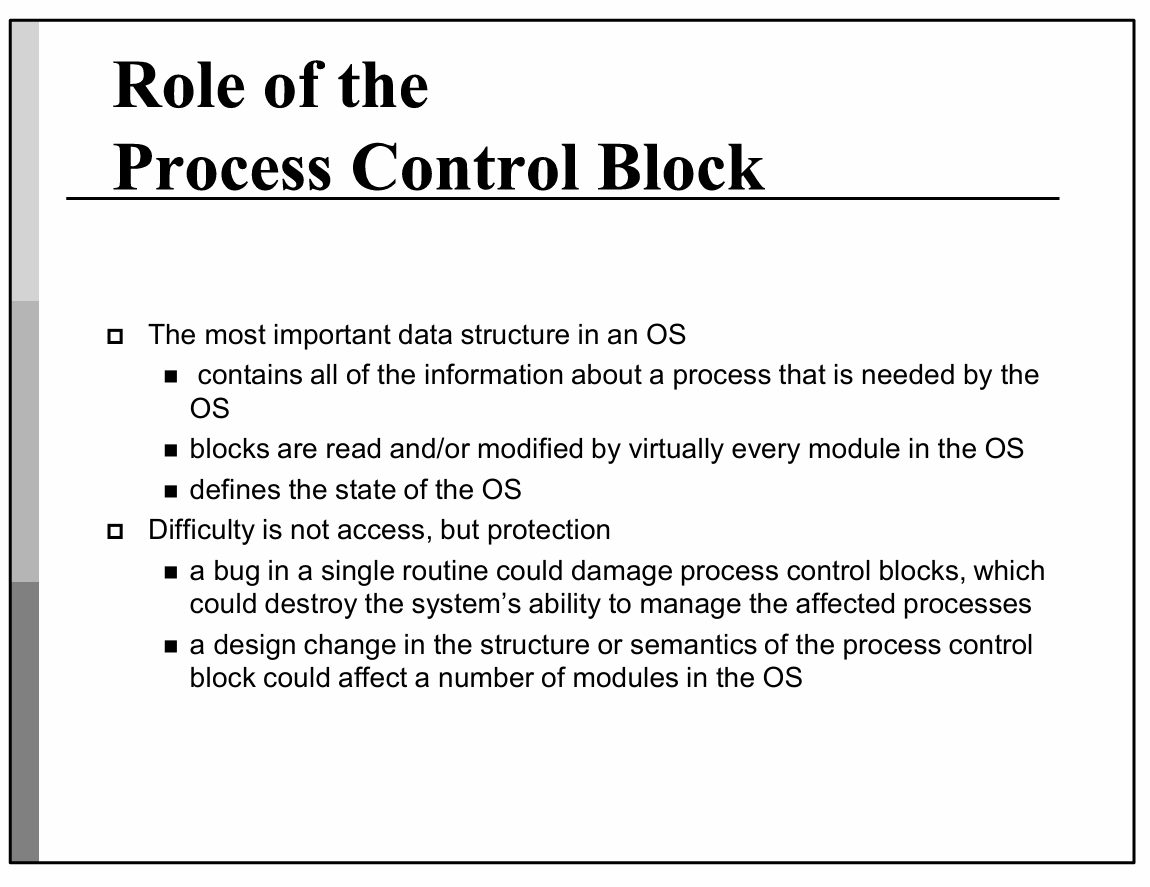 Role of the
Process Control Block
The most important data structure in an OS
contains all of the information about a process that is needed by the
OS
blocks are read and/or modified by virtually every module in the OS
defines the state of the OS
Difficulty is not access, but protection
a bug in a single routine could damage process control blocks, which
could destroy the system’s ability to manage the affected processes
a design change in the structure or semantics of the process control
block could affect a number of modules in the OS